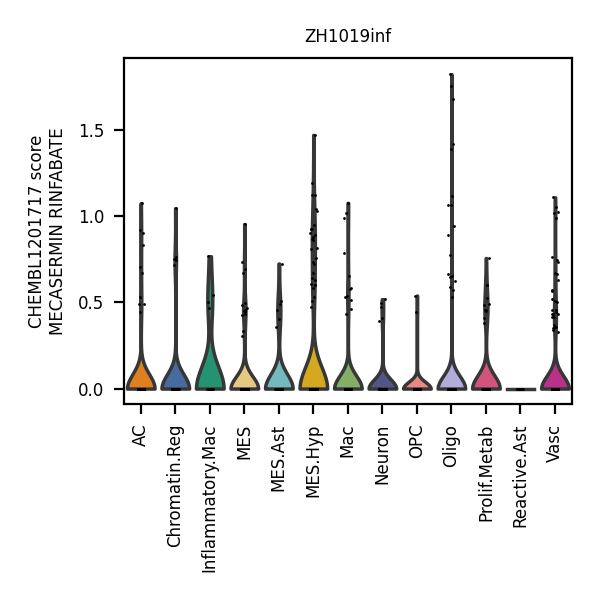 ZH1019inf
CHEMBL1201717 score
MECASERMIN RINFABATE
1.5
1.0
0.5
0.0
AC
Chromatin.Reg
Inflammatory.Mac
MES
MES.Ast
MES.Hyp
Mac
Neuron
OPC
Oligo
Prolif.Metab
Reactive.Ast
Vasc